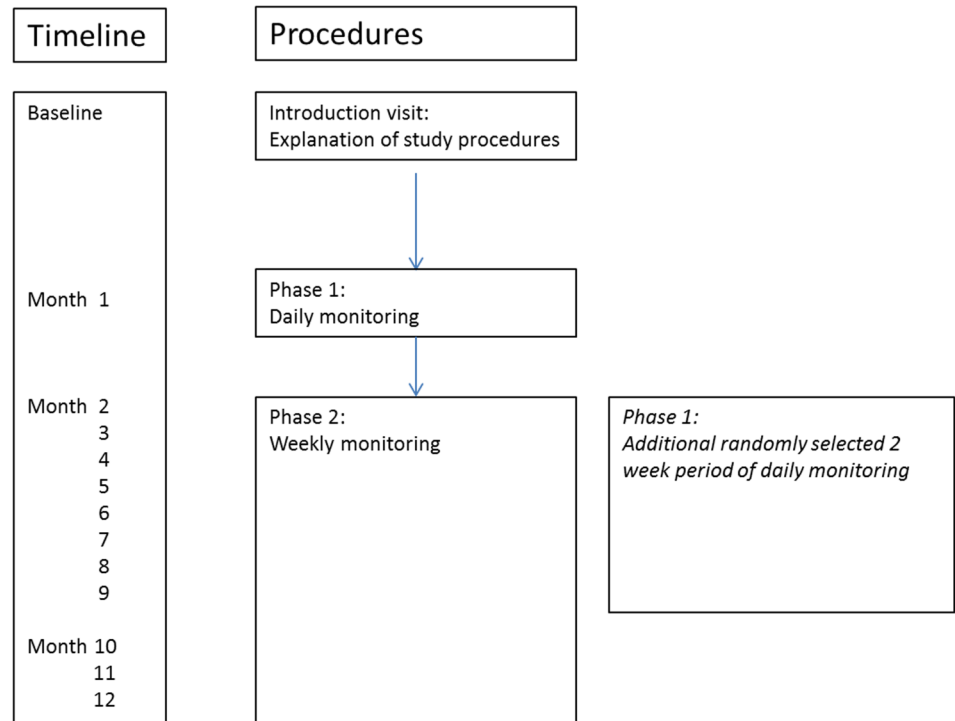 Timeline
Procedures
Baseline
Introduction visit:
Explanation of study procedures
Month 1
Phase 1:
Daily monitoring
Month 2
3
4
5
6
7
8
9
Month 10
11
12
Phase 2:
Weekly monitoring
Phase 1:
Additional randomly selected 2
week period of daily monitoring